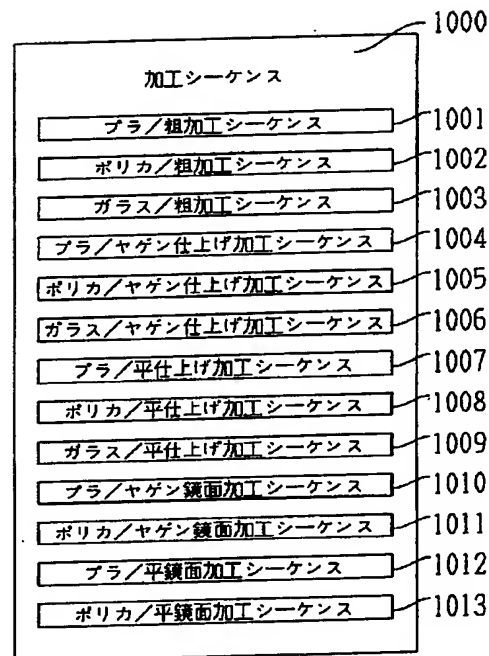 1000
加工シーケンス
プラ/粗加工シーケンス 1001
ポリカ/粗加工シーケンス 1002
ガラス/粗加工シーケンス 1003
プラ/ヤゲン仕上げ加工シーケンス 1004
ポリカ/ヤゲン仕上げ加工シーケンス 1005
ガラス/ヤゲン仕上げ加工シーケンス 1006
プラ/平仕上げ加工シーケンス 1007
ポリカ/平仕上げ加工シーケンス 1008
ガラス/平仕上げ加工シーケンス 1009
プラ/ヤゲン鏡面加工シーケンス 1010
ポリカ/ヤゲン鏡面加工シーケンス 1011
プラ/平鏡面加工シーケンス 1012
ポリカ/平鏡面加工シーケンス 1013